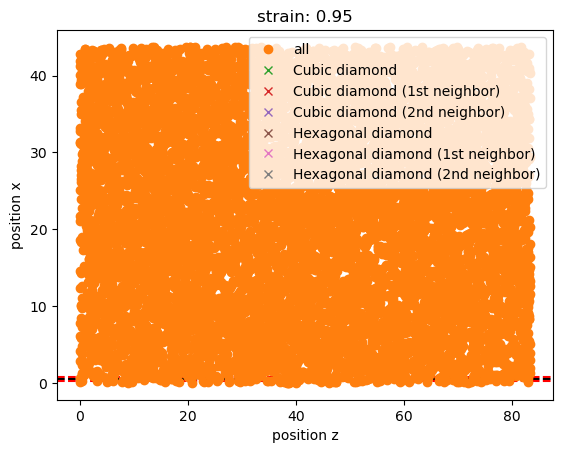 strain: 0.95
all
Cubic diamond
Cubic diamond (1st neighbor)
Cubic diamond (2nd neighbor)
Hexagonal diamond
Hexagonal diamond (1st neighbor)
Hexagonal diamond (2nd neighbor)
40
30
20
10
0
position x
0 20 40 60 80
position z